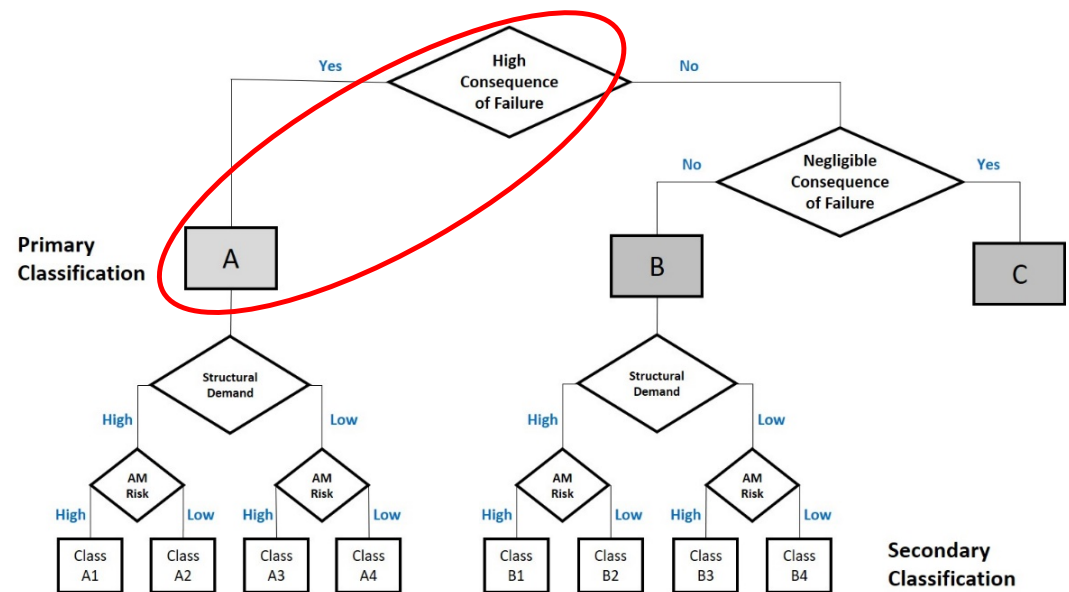 High
Consequence
of Failure
Yes
No
Negligible
Consequence
of Failure
No
Yes
Primary
Classification
A
B
C
Structural
Demand
Structural
Demand
High
Low
High
Low
AM
Risk
AM
Risk
AM
Risk
AM
Risk
High
Low
High
Low
High
Low
High
Low
Class
A1
Class
A2
Class
A3
Class
A4
Class
B1
Class
B2
Class
B3
Class
B4
Secondary
Classification